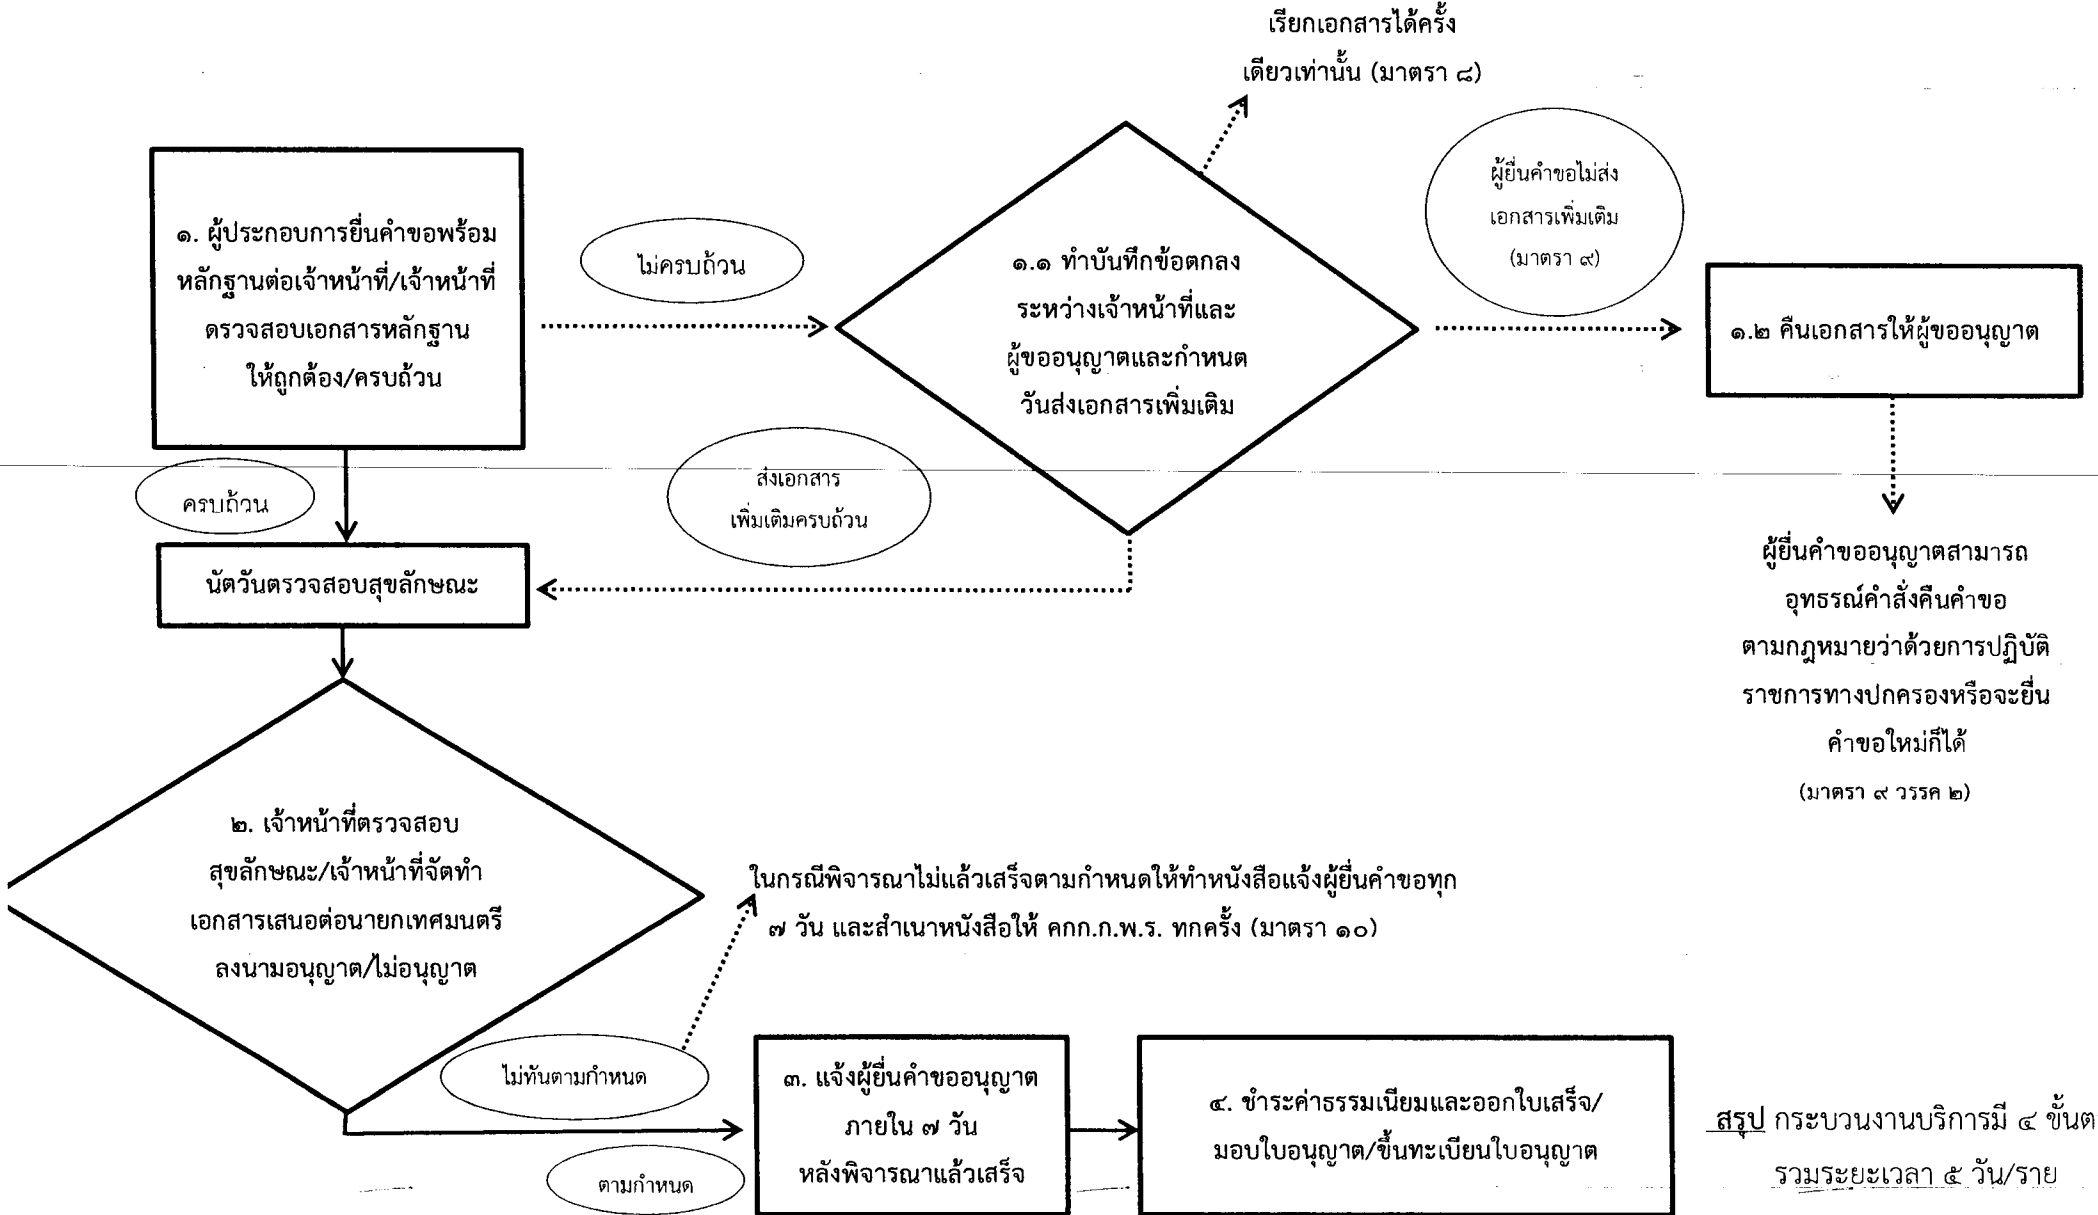 เรียกเอกสารได้ครั้ง
เดียวเท่านั้น (มาตรา ๘)
๑. ผู้ประกอบการยื่นคำขอพร้อม
หลักฐานต่อเจ้าหน้าที่/เจ้าหน้าที่
ตรวจสอบเอกสารหลักฐาน
ให้ถูกต้อง/ครบถ้วน
ไม่ครบถ้วน
๑.๑ ทำบันทึกข้อตกลง
ระหว่างเจ้าหน้าที่และ
ผู้ขออนุญาตและกำหนด
วันส่งเอกสารเพิ่มเติม
ผู้ยื่นคำขอไม่ส่ง
เอกสารเพิ่มเติม
(มาตรา ๙)
๑.๒ คืนเอกสารให้ผู้ขออนุญาต
ครบถ้วน
ส่งเอกสาร
เพิ่มเติมครบถ้วน
นัดวันตรวจสอบสุขลักษณะ
ผู้ยื่นคำขออนุญาตสามารถ
อุทธรณ์คำสั่งคืนคำขอ
ตามกฎหมายว่าด้วยการปฏิบัติ
ราชการทางปกครองหรือจะยื่น
คำขอใหม่ก็ได้
(มาตรา ๙ วรรค ๒)
๒. เจ้าหน้าที่ตรวจสอบ
สุขลักษณะ/เจ้าหน้าที่จัดทำ
เอกสารเสนอต่อนายกเทศมนตรี
ลงนามอนุญาต/ไม่อนุญาต
ในกรณีพิจารณาไม่แล้วเสร็จตามกำหนดให้ทำหนังสือแจ้งผู้ยื่นคำขอทุก
๗ วัน และสำเนาหนังสือให้ คกก.ก.พ.ร. ทกครั้ง (มาตรา ๑๐)
ไม่ทันตามกำหนด
ตามกำหนด
๓. แจ้งผู้ยื่นคำขออนุญาต
ภายใน ๗ วัน
หลังพิจารณาแล้วเสร็จ
๔. ชำระค่าธรรมเนียมและออกใบเสร็จ/
มอบใบอนุญาต/ขึ้นทะเบียนใบอนุญาต
สรุป กระบวนงานบริการมี ๔ ขั้นต
รวมระยะเวลา ๕ วัน/ราย